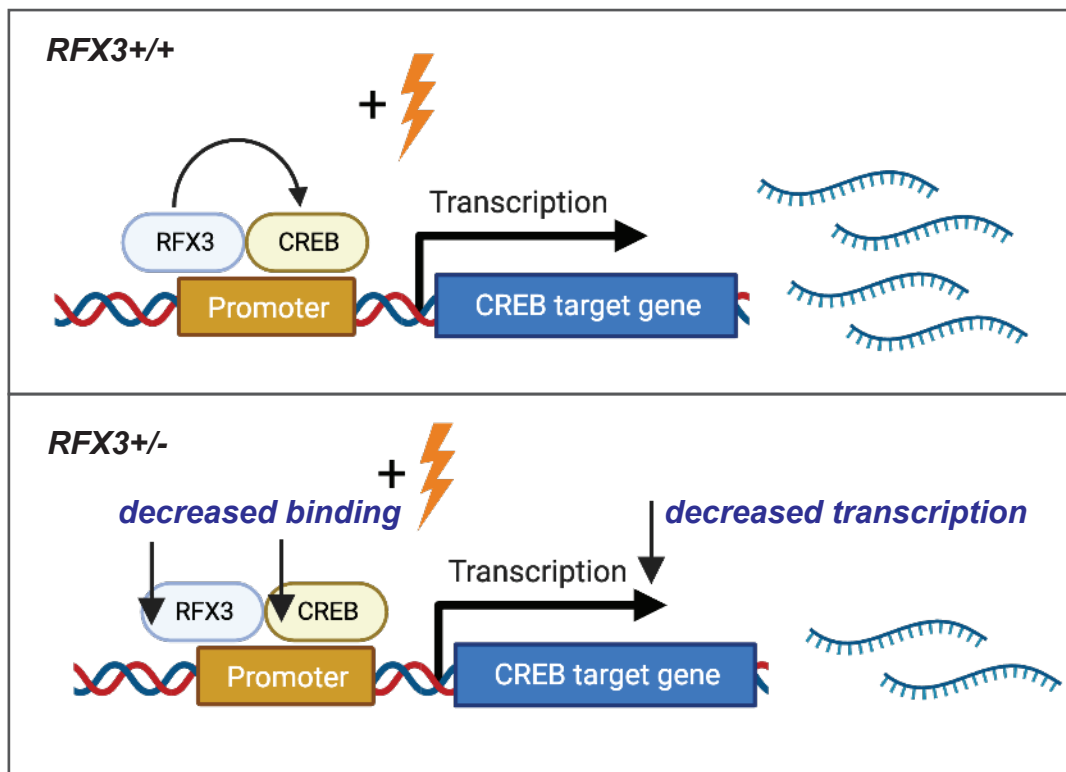 RFX3+/+
+
RFX3
CREB
Transcription
Promoter
CREB target gene
RFX3+/-
+
decreased binding
decreased transcription
Transcription
RFX3
CREB
Promoter
CREB target gene